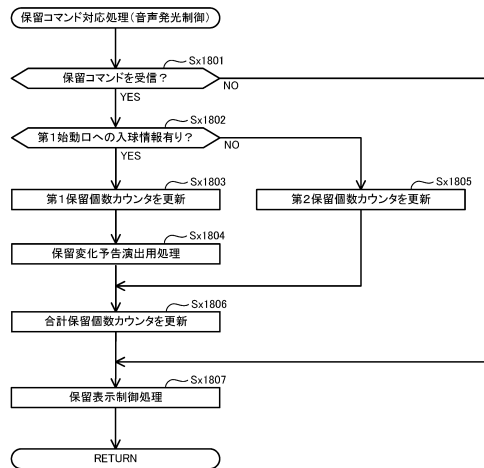 保留コマンド対応処理(音声発光制御)
Sx1801
保留コマンドを受信?
NO
YES
Sx1802
第1始動口への入球情報有り?
NO
YES
Sx1803
第1保留個数カウンタを更新
Sx1805
第2保留個数カウンタを更新
Sx1804
保留変化予告演出用処理
Sx1806
合計保留個数カウンタを更新
Sx1807
保留表示制御処理
RETURN